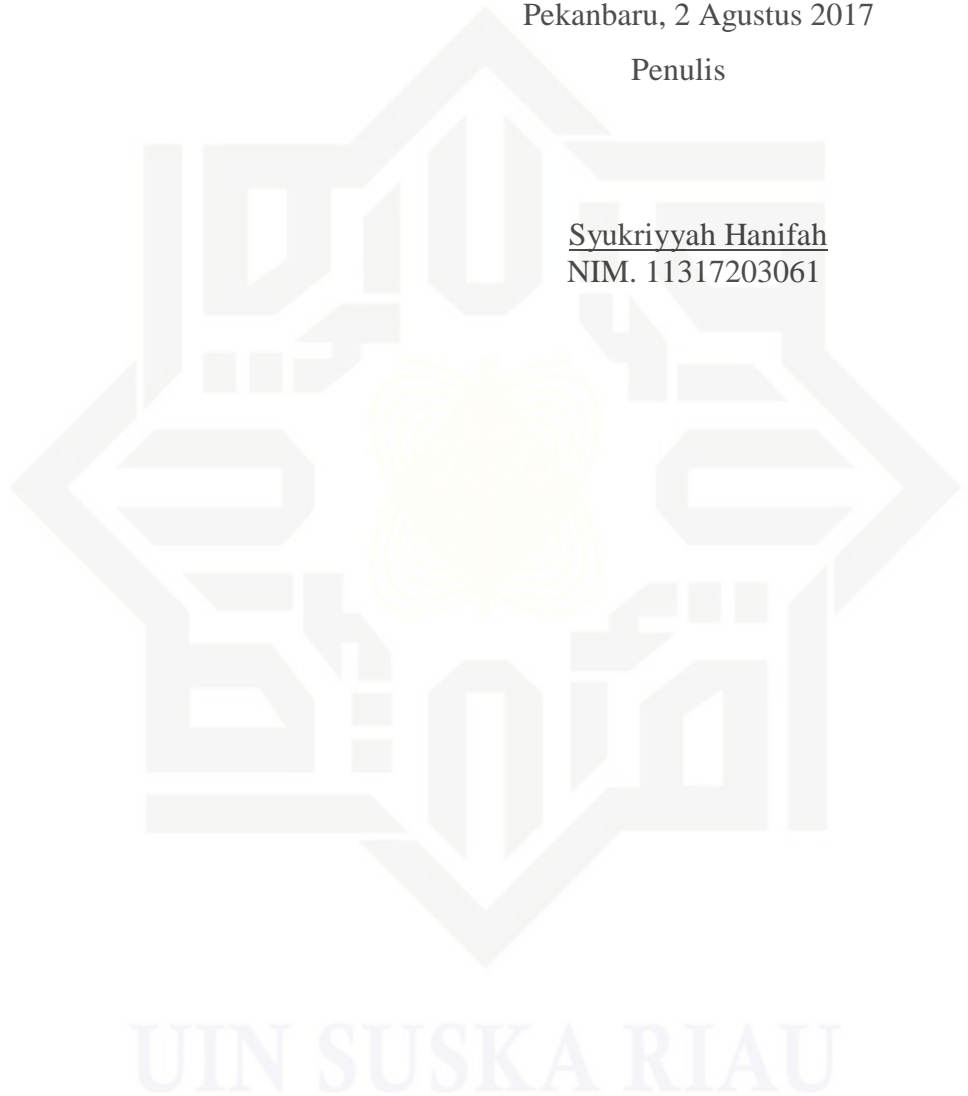 Pekanbaru, 2 Agustus 2017
Penulis
Syukriyyah Hanifah
NIM. 11317203061
UIN SUSKA RIAU